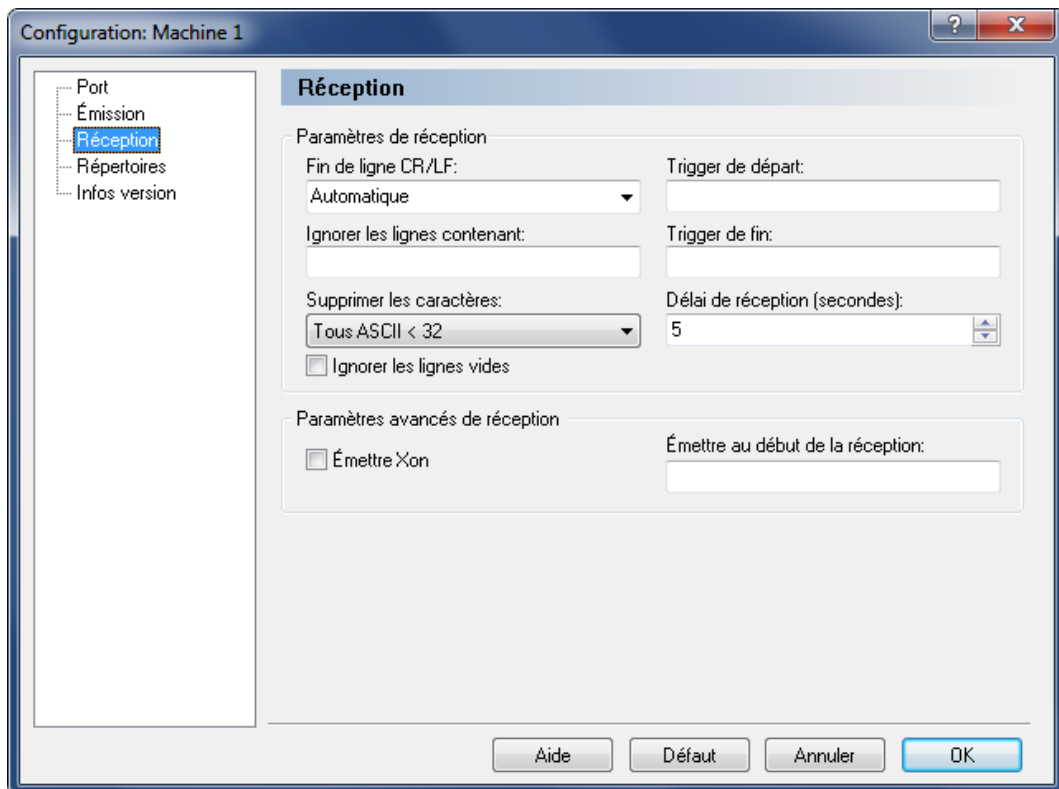 Configuration: Machine 1
?
Port
Émission
Réception
Répertoires
Infos version
Réception
Paramètres de réception
Fin de ligne CR/LF:
Automatique
Trigger de départ:
Ignorer les lignes contenant:
Trigger de fin:
Supprimer les caractères:
Tous ASCII < 32
Délai de réception (secondes):
5
Ignorer les lignes vides
Paramètres avancés de réception
Émettre Xon
Émettre au début de la réception:
Aide
Défaut
Annuler
OK